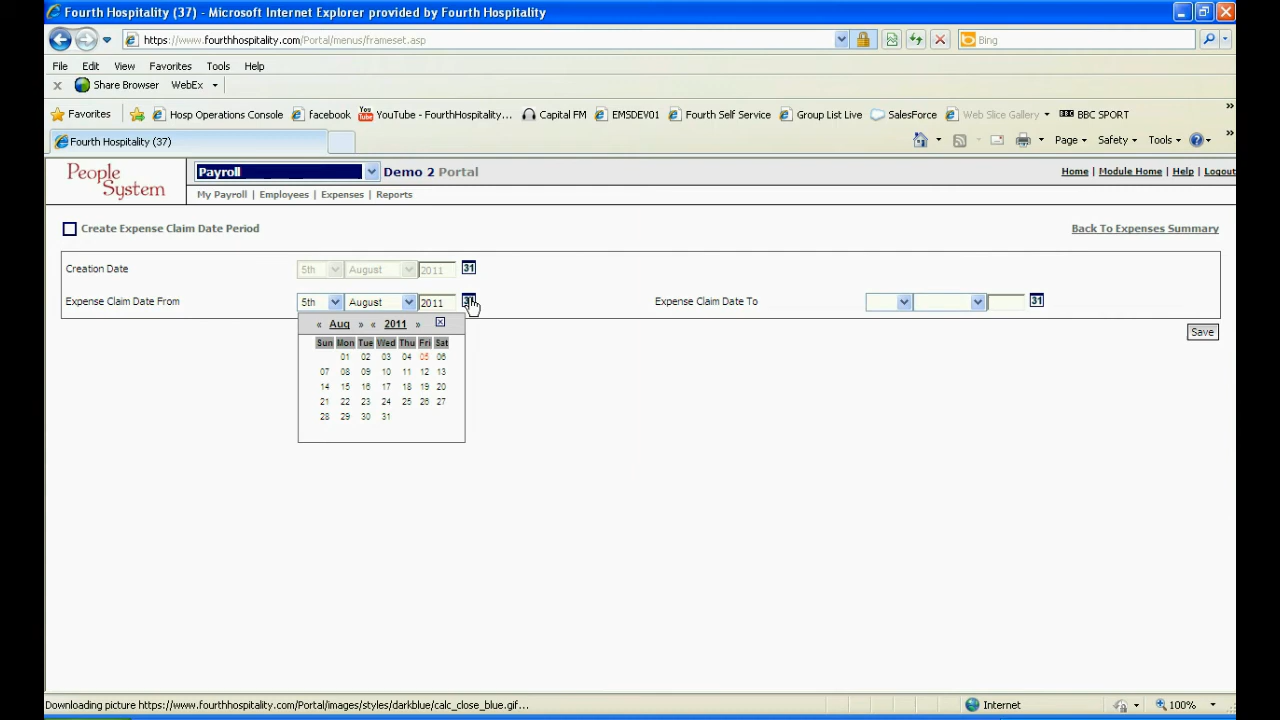 Fourth Hospitality (37) - Microsoft Internet Explorer provided by Fourth Hospitality
https://www.fourthhospitality.com/Portal/menus/frameset.asp
Bing
File Edit View Favorites Tools Help
Share Browser WebEx
Favorites Hosp Operations Console facebook YouTube - FourthHospitality,... Capital FM EMSDEV01 Fourth Self Service Group List Live SalesForce Web Slice Gallery BBC SPORT
Fourth Hospitality (37)
Page Safety Tools
People System
Payroll Demo 2 Portal
Home | Module Home | Help | Logout
My Payroll | Employees | Expenses | Reports
Create Expense Claim Date Period
Back To Expenses Summary
Creation Date 5th August 2011 31
Expense Claim Date From 5th August 2011 31
Expense Claim Date To 31
« Aug » « 2011 »
Sun Mon Tue Wed Thu Fri Sat
01 02 03 04 05 06
07 08 09 10 11 12 13
14 15 16 17 18 19 20
21 22 23 24 25 26 27
28 29 30 31
Save
Downloading picture https://www.fourthhospitality.com/Portal/images/styles/darkblue/calc_close_blue.gif...
Internet
100%